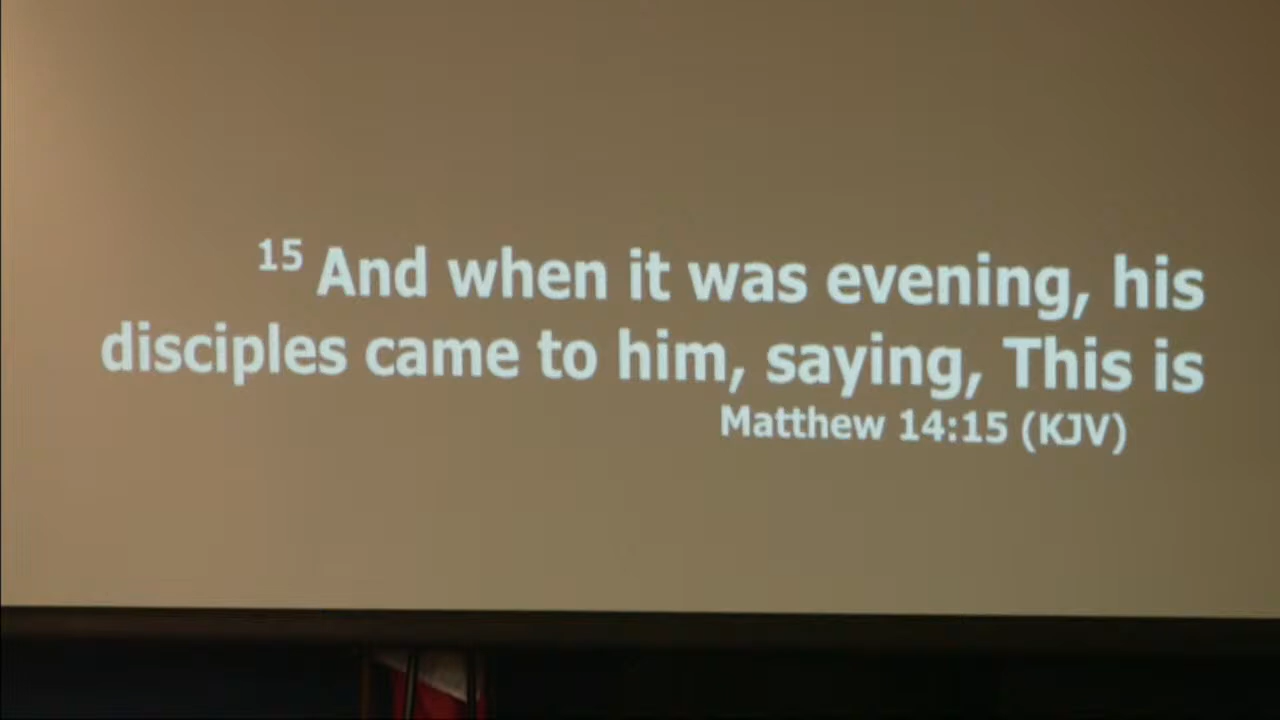 15 And when it was evening, his
disciples came to him, saying, This is
Matthew 14:15 (KJV)